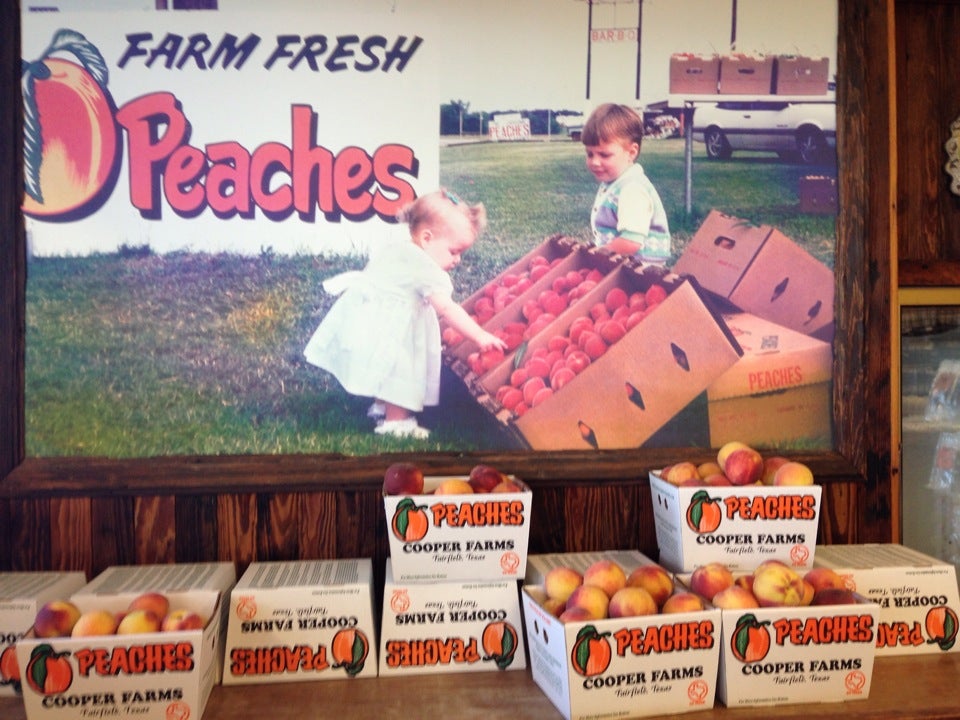 FARM FRESH
Peaches
BAR-B-Q
PEACHES
PEACHES
PEACHES
COOPER FARMS
Fairfield, Texas
PEACHES
COOPER FARMS
Fairfield, Texas
COOPER FARMS
PEACHES
COOPER FARMS
PEACHES
COOPER FARMS
PEACHES
PEACHES
COOPER FARMS
Fairfield, Texas
PEACHES
COOPER FARMS
Fairfield, Texas
PEACHES
COOPER FARMS
Fairfield, Texas